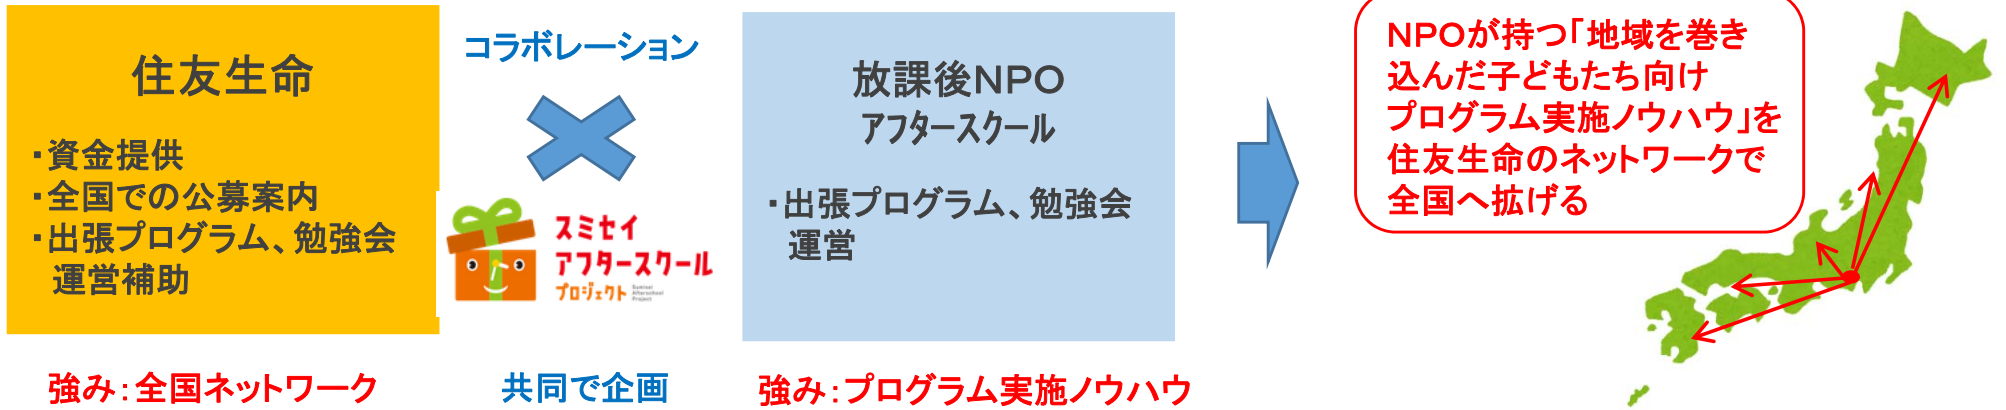 住友生命
・資金提供
・全国での公募案内
・出張プログラム、勉強会
運営補助
強み：全国ネットワーク
コラボレーション
スミセイ
アフタースクール
プロジェクト
Sumisei
Afterschool
Project
共同で企画
放課後NPO
アフタースクール
・出張プログラム、勉強会
運営
強み：プログラム実施ノウハウ
NPOが持つ「地域を巻き
込んだ子どもたち向け
プログラム実施ノウハウ」を
住友生命のネットワークで
全国へ拡げる